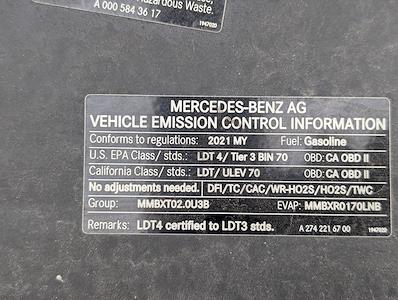 Hazardous Waste.
A 000 584 36 17
1947020
MERCEDES-BENZ AG
VEHICLE EMISSION CONTROL INFORMATION
Conforms to regulations: 2021 MY Fuel: Gasoline
U.S. EPA Class/ stds.: LDT 4/ Tier 3 BIN 70 OBD: CA OBD II
California Class/ stds.: LDT/ ULEV 70 OBD: CA OBD II
No adjustments needed. DFI/TC/CAC/WR-HO2S/HO2S/TWC
Group: MMBXT02.0U3B EVAP: MMBXR0170LNB
Remarks: LDT4 certified to LDT3 stds. A 274 221 67 00 1947020